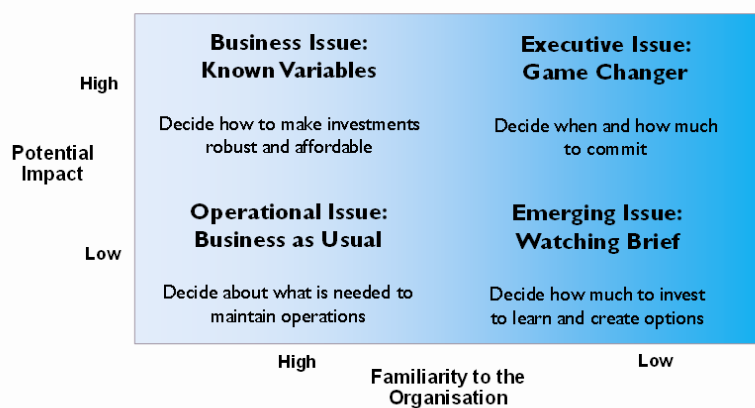 Business Issue:
Known Variables
Executive Issue:
Game Changer
High
Decide how to make investments
robust and affordable
Decide when and how much
to commit
Potential
Impact
Operational Issue:
Business as Usual
Emerging Issue:
Watching Brief
Low
Decide about what is needed to
maintain operations
Decide how much to invest
to learn and create options
High
Low
Familiarity to the
Organisation